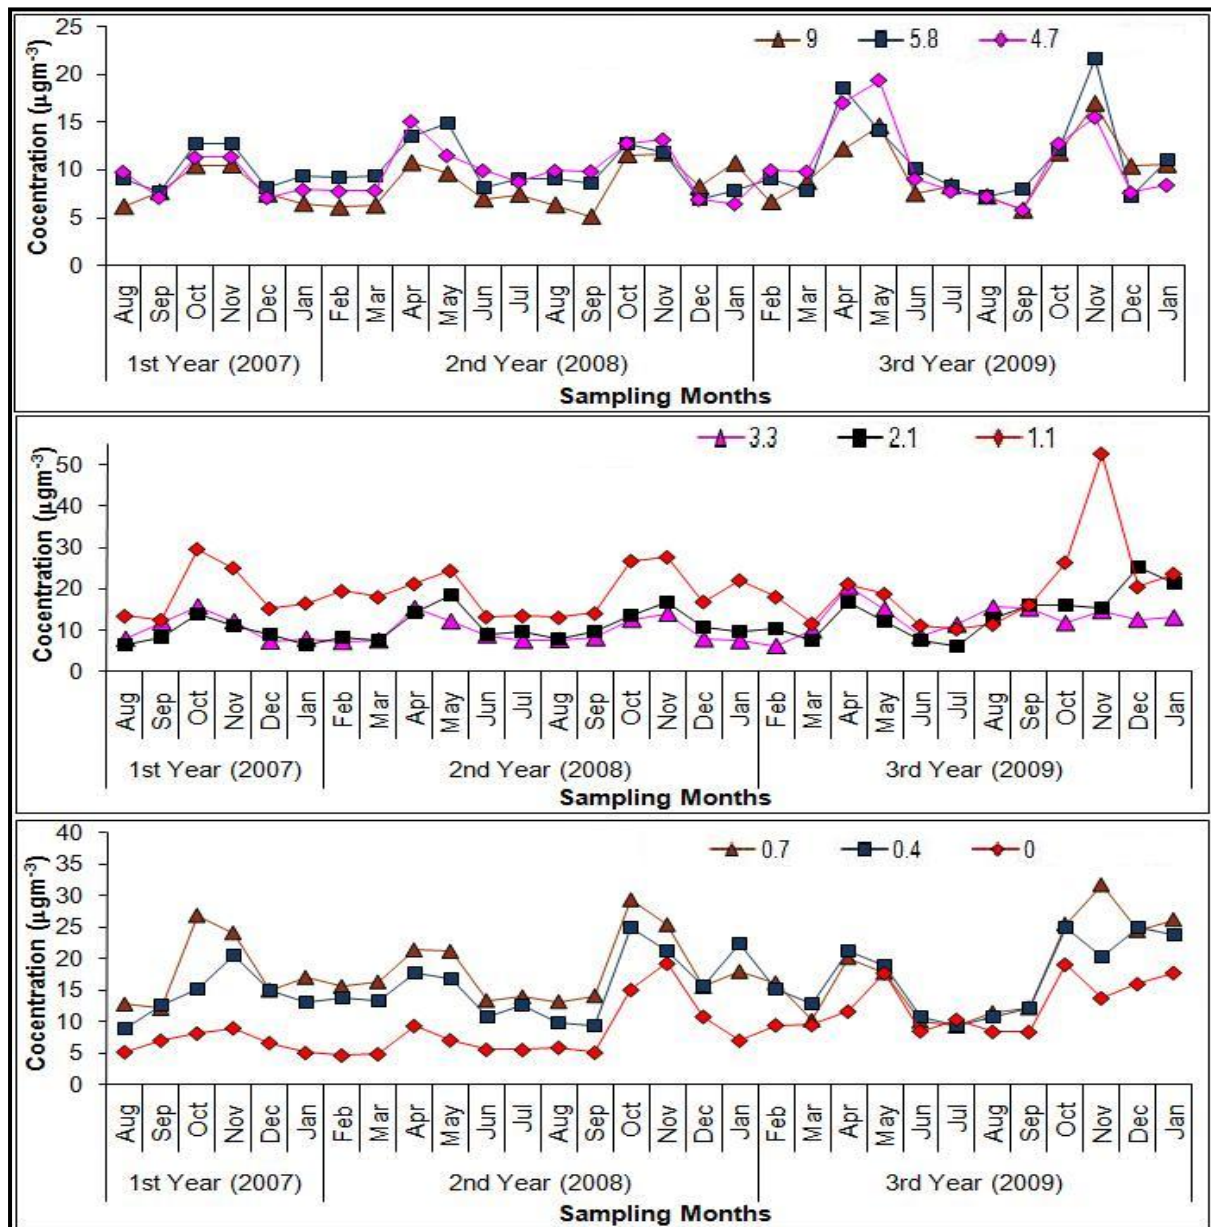 9 5.8 4.7
Cocentration (µgm-3)
25
20
15
10
5
0
Aug Sep Oct Nov Dec Jan Feb Mar Apr May Jun Jul Aug Sep Oct Nov Dec Jan Feb Mar Apr May Jun Jul Aug Sep Oct Nov Dec Jan
1st Year (2007) 2nd Year (2008) 3rd Year (2009)
Sampling Months
3.3 2.1 1.1
Cocentration (µgm-3)
50
40
30
20
10
0
Aug Sep Oct Nov Dec Jan Feb Mar Apr May Jun Jul Aug Sep Oct Nov Dec Jan Feb Mar Apr May Jun Jul Aug Sep Oct Nov Dec Jan
1st Year (2007) 2nd Year (2008) 3rd Year (2009)
Sampling Months
0.7 0.4 0
Cocentration (µgm-3)
40
35
30
25
20
15
10
5
0
Aug Sep Oct Nov Dec Jan Feb Mar Apr May Jun Jul Aug Sep Oct Nov Dec Jan Feb Mar Apr May Jun Jul Aug Sep Oct Nov Dec Jan
1st Year (2007) 2nd Year (2008) 3rd Year (2009)
Sampling Months